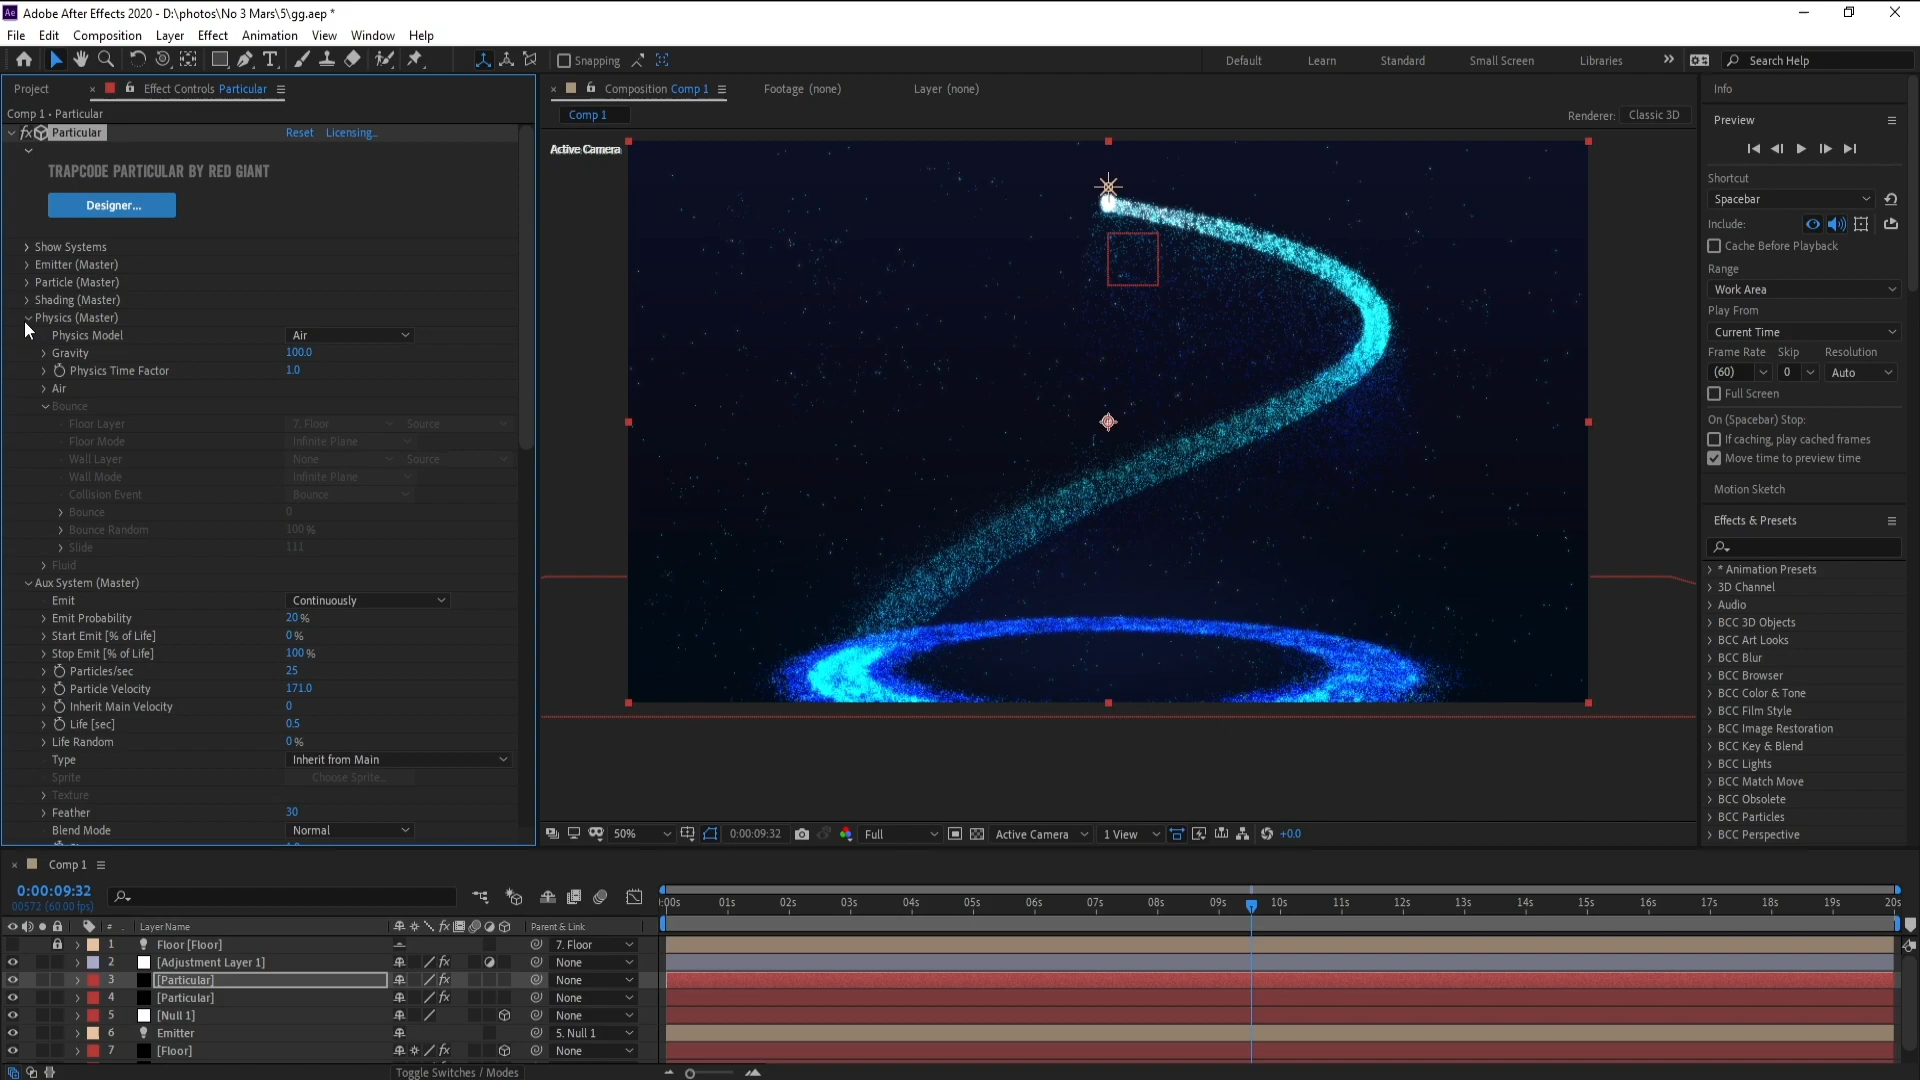 Adobe After Effects 2020 - D:\photos\No 3 Mars\5\gg.aep *
File Edit Composition Layer Effect Animation View Window Help
Snapping
Default Learn Standard Small Screen Libraries Search Help
Project Effect Controls Particular
Comp 1 • Particular
Particular Reset Licensing...
TRAPCODE PARTICULAR BY RED GIANT
Designer...
Show Systems
Emitter (Master)
Particle (Master)
Shading (Master)
Physics (Master)
Physics Model Air
Gravity 100.0
Physics Time Factor 1.0
Air
Bounce
Floor Layer 7. Floor Source
Floor Mode Infinite Plane
Wall Layer None Source
Wall Mode Infinite Plane
Collision Event Bounce
Bounce 0
Bounce Random 100 %
Slide 111
Fluid
Aux System (Master)
Emit Continuously
Emit Probability 20 %
Start Emit [% of Life] 0 %
Stop Emit [% of Life] 100 %
Particles/sec 25
Particle Velocity 171.0
Inherit Main Velocity 0
Life [sec] 0.5
Life Random 0 %
Type Inherit from Main
Sprite Choose Sprite...
Texture
Feather 30
Blend Mode Normal
Composition Comp 1 Footage (none) Layer (none)
Comp 1 Renderer: Classic 3D
Active Camera
50% 0:00:09:32 Full Active Camera 1 View +0.0
Info
Preview
Shortcut
Spacebar
Include:
Cache Before Playback
Range
Work Area
Play From
Current Time
Frame Rate Skip Resolution
(60) 0 Auto
Full Screen
On (Spacebar) Stop:
If caching, play cached frames
Move time to preview time
Motion Sketch
Effects & Presets
* Animation Presets
3D Channel
Audio
BCC 3D Objects
BCC Art Looks
BCC Blur
BCC Browser
BCC Color & Tone
BCC Film Style
BCC Image Restoration
BCC Key & Blend
BCC Lights
BCC Match Move
BCC Obsolete
BCC Particles
BCC Perspective
Comp 1
0:00:09:32
00572 (60.00 fps)
:00s 01s 02s 03s 04s 05s 06s 07s 08s 09s 10s 11s 12s 13s 14s 15s 16s 17s 18s 19s 20s
# Layer Name Parent & Link
1 Floor [Floor] 7. Floor
2 [Adjustment Layer 1] None
3 [Particular] None
4 [Particular] None
5 [Null 1] None
6 Emitter 5. Null 1
7 [Floor] None
Toggle Switches / Modes